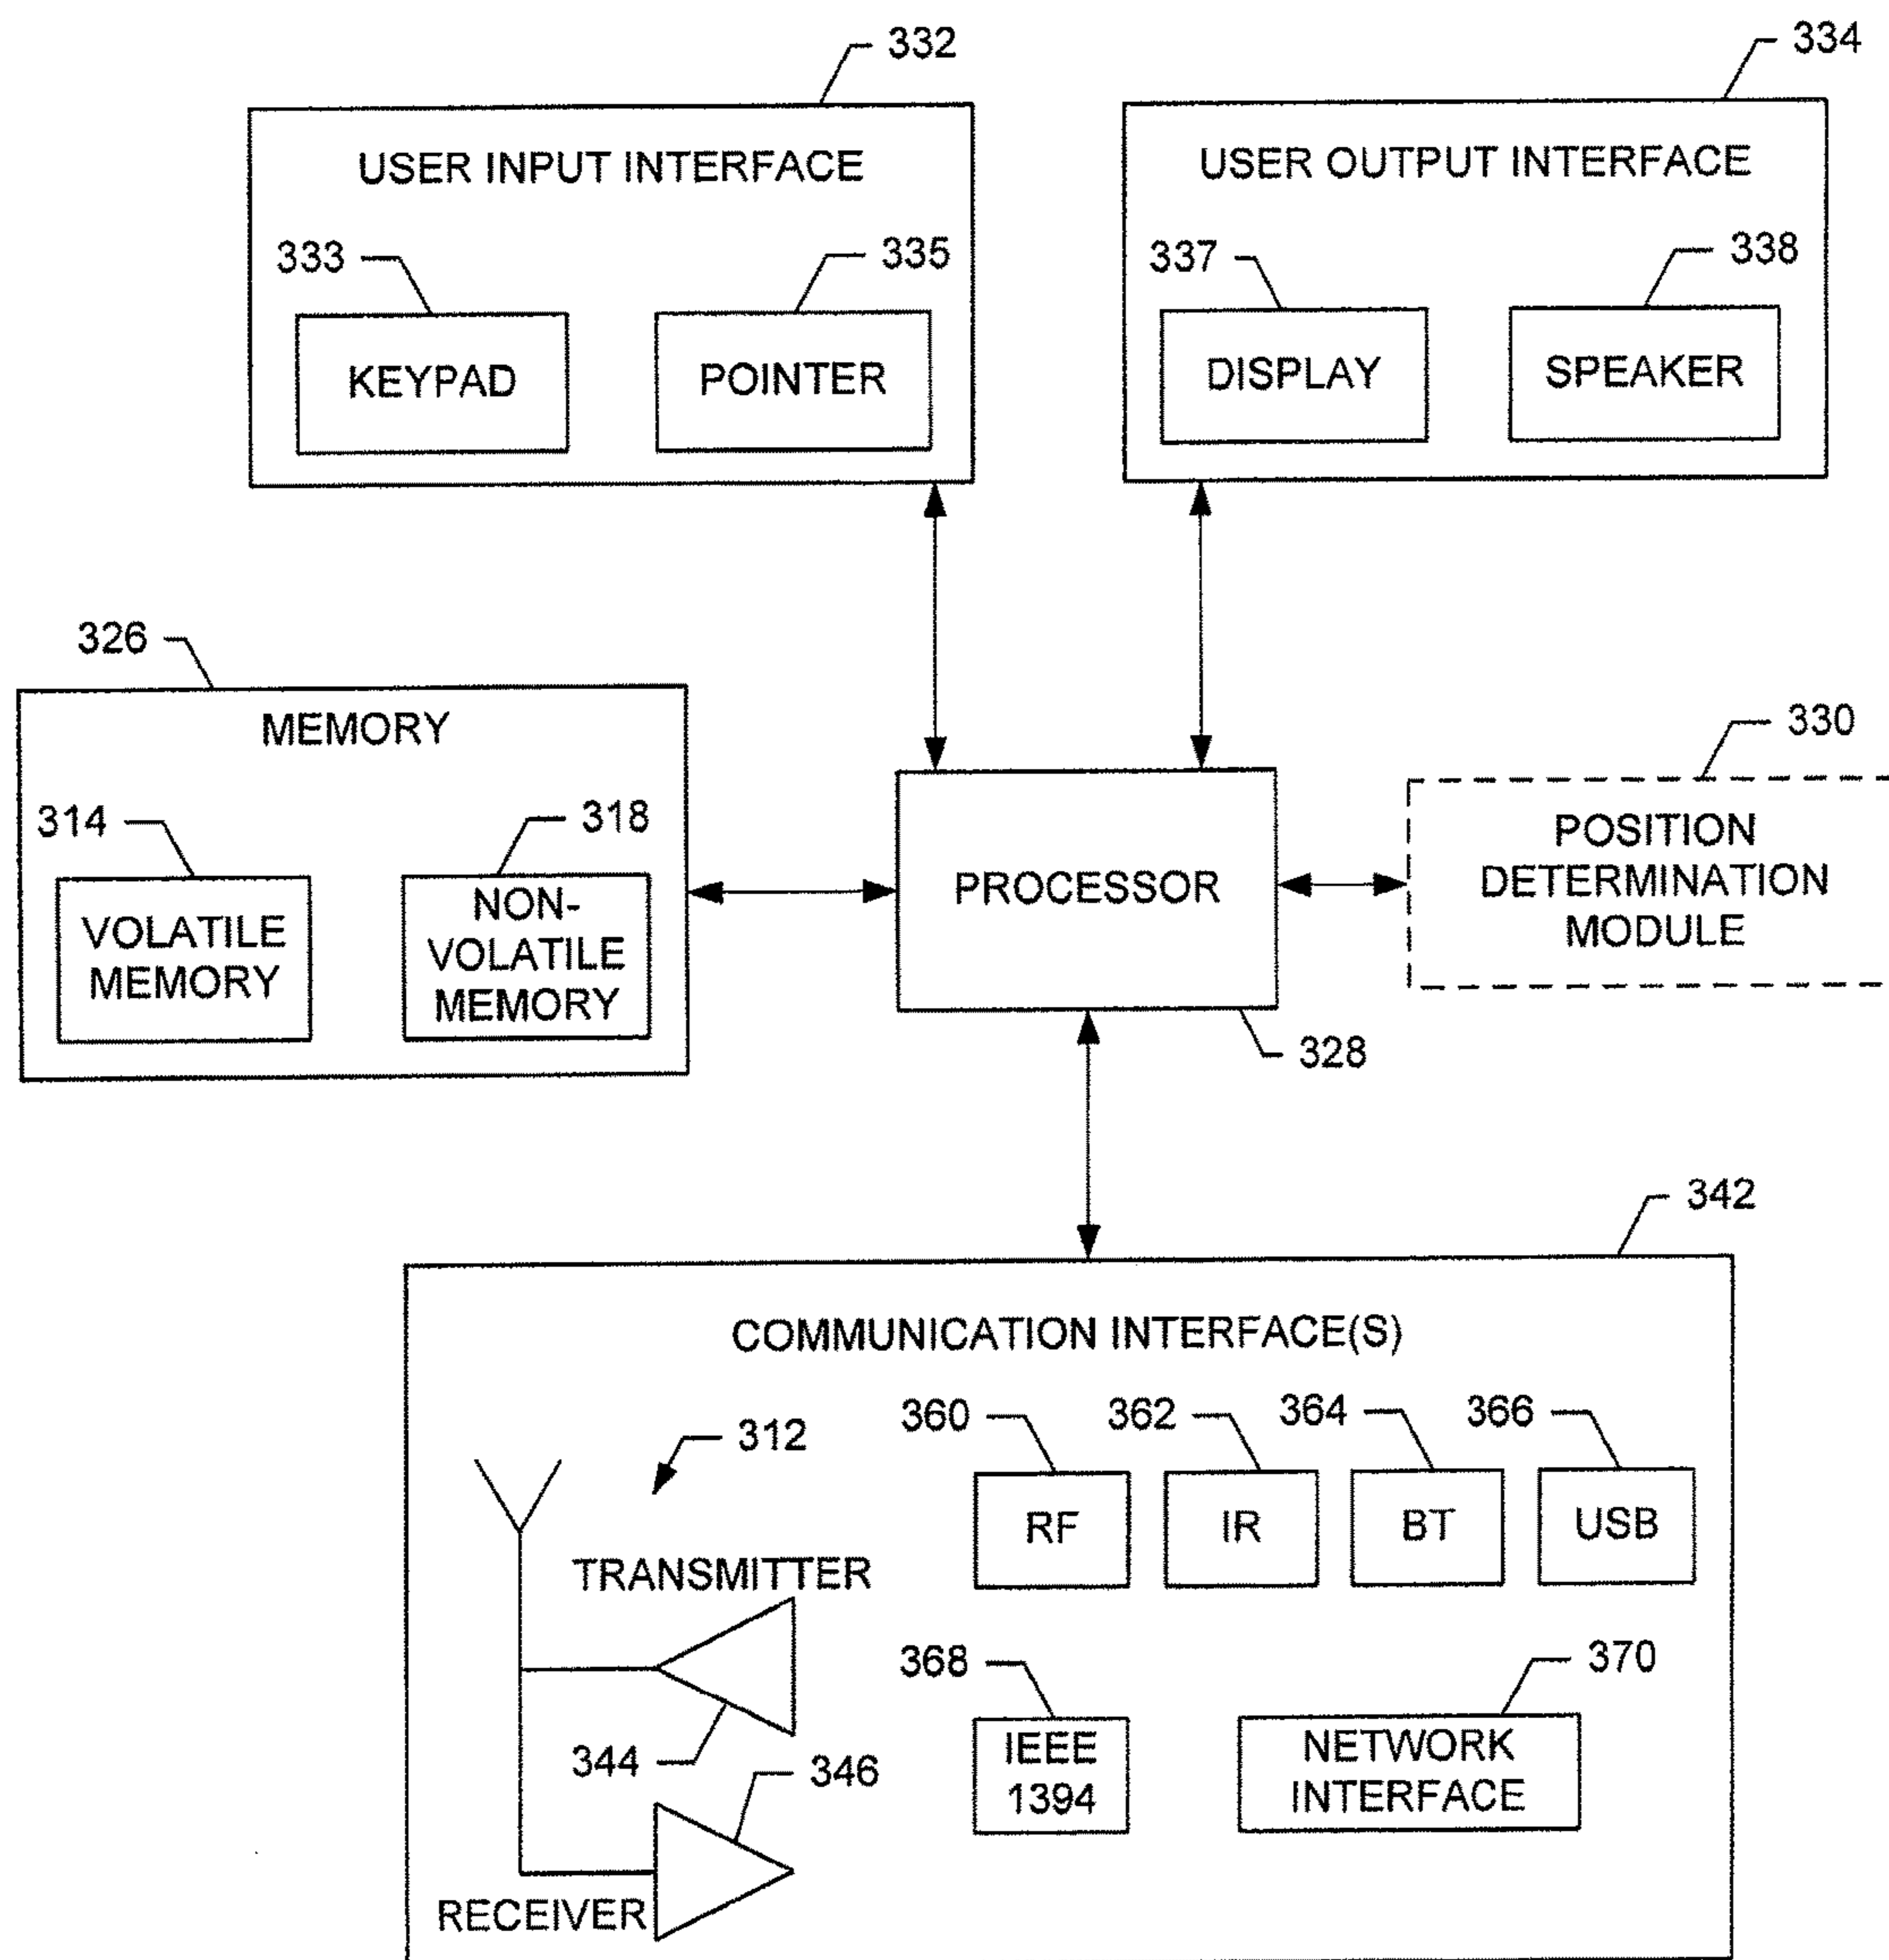 332
334
USER INPUT INTERFACE
USER OUTPUT INTERFACE
333
335
337
338
KEYPAD
POINTER
DISPLAY
SPEAKER
326
MEMORY
330
314
318
VOLATILE
MEMORY
NON-
VOLATILE
MEMORY
PROCESSOR
POSITION
DETERMINATION
MODULE
328
342
COMMUNICATION INTERFACE(S)
312
360
362
364
366
RF
IR
BT
USB
TRANSMITTER
344
346
368
370
IEEE
1394
NETWORK
INTERFACE
RECEIVER